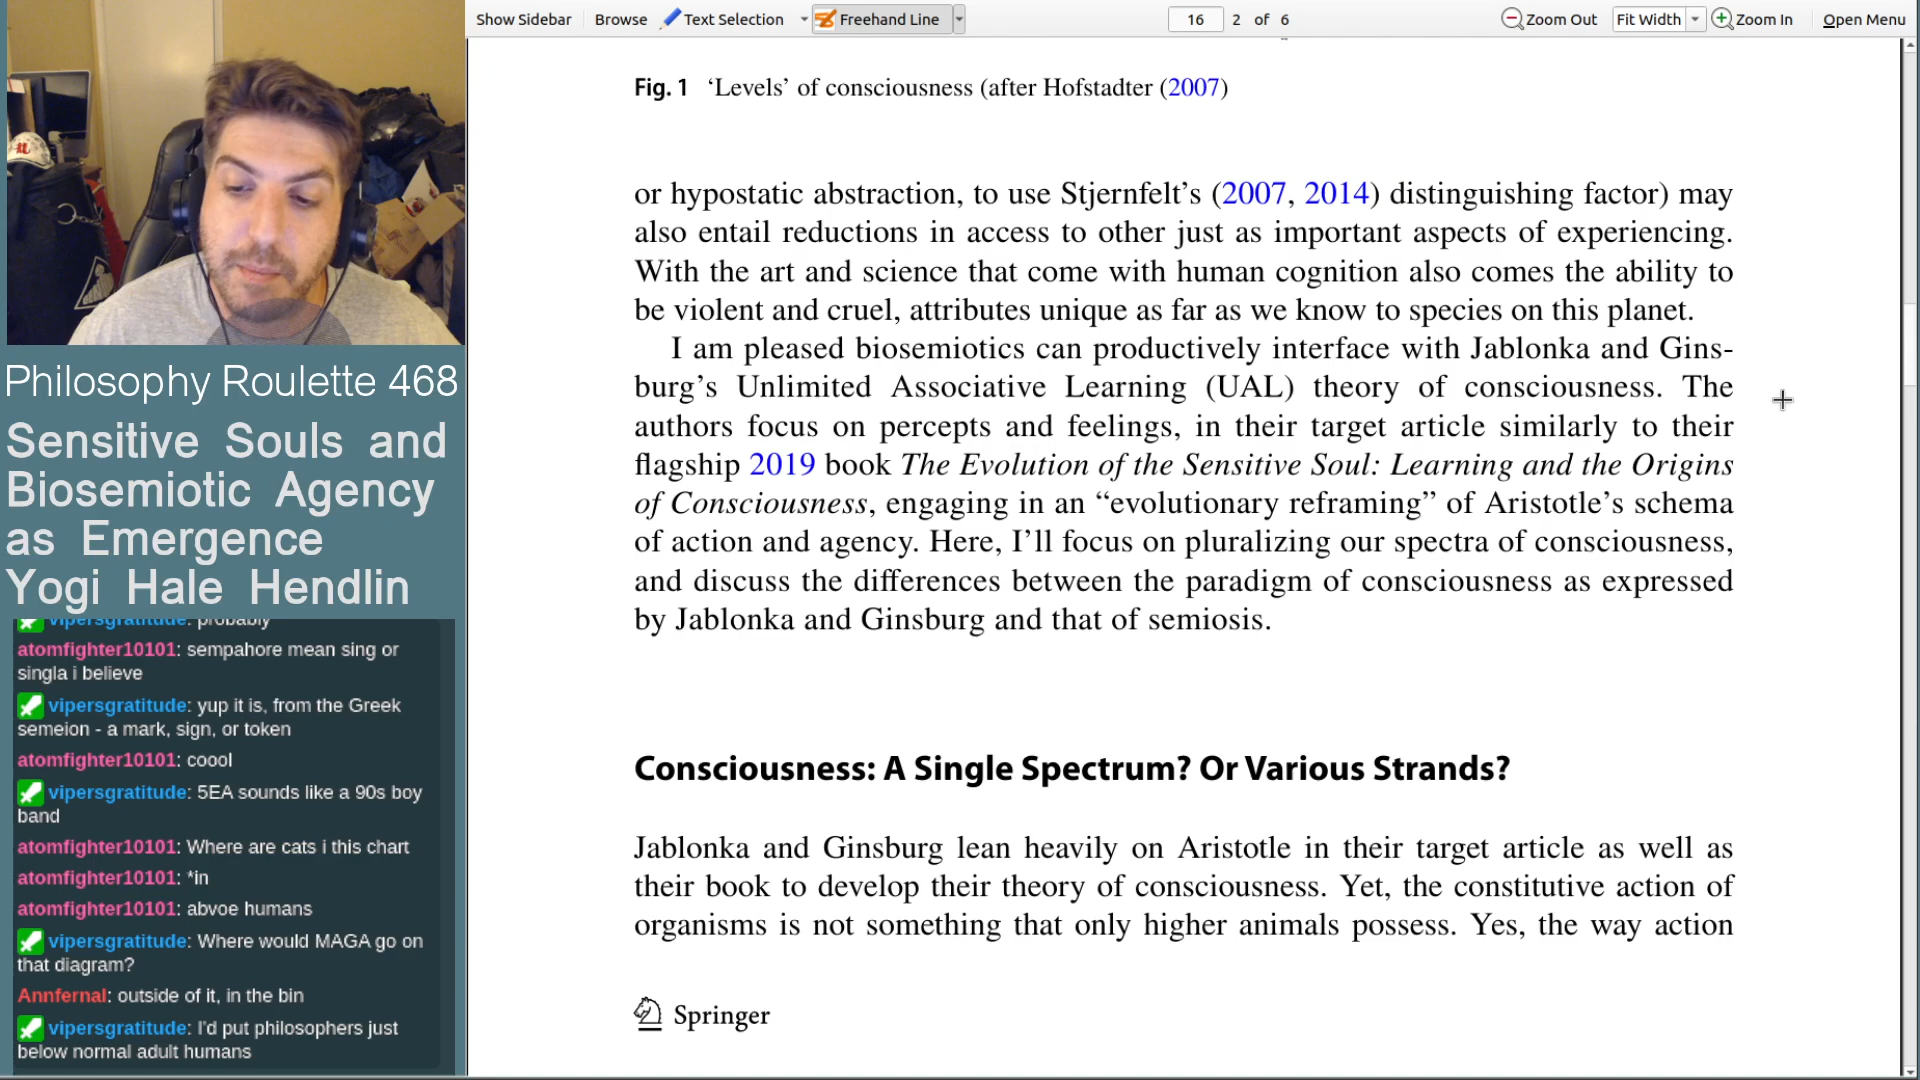 Show Sidebar Browse Text Selection Freehand Line 16 2 of 6 Zoom Out Fit Width Zoom In Open Menu
Fig. 1 ‘Levels’ of consciousness (after Hofstadter (2007)
or hypostatic abstraction, to use Stjernfelt’s (2007, 2014) distinguishing factor) may
also entail reductions in access to other just as important aspects of experiencing.
With the art and science that come with human cognition also comes the ability to
be violent and cruel, attributes unique as far as we know to species on this planet.
I am pleased biosemiotics can productively interface with Jablonka and Gins-
burg’s Unlimited Associative Learning (UAL) theory of consciousness. The
authors focus on percepts and feelings, in their target article similarly to their
flagship 2019 book The Evolution of the Sensitive Soul: Learning and the Origins
of Consciousness, engaging in an “evolutionary reframing” of Aristotle’s schema
of action and agency. Here, I’ll focus on pluralizing our spectra of consciousness,
and discuss the differences between the paradigm of consciousness as expressed
by Jablonka and Ginsburg and that of semiosis.
Consciousness: A Single Spectrum? Or Various Strands?
Jablonka and Ginsburg lean heavily on Aristotle in their target article as well as
their book to develop their theory of consciousness. Yet, the constitutive action of
organisms is not something that only higher animals possess. Yes, the way action
Springer
Philosophy Roulette 468
Sensitive Souls and
Biosemiotic Agency
as Emergence
Yogi Hale Hendlin
vipersgratitude: probably
atomfighter10101: sempahore mean sing or
singla i believe
vipersgratitude: yup it is, from the Greek
semeion - a mark, sign, or token
atomfighter10101: coool
vipersgratitude: 5EA sounds like a 90s boy
band
atomfighter10101: Where are cats i this chart
atomfighter10101: *in
atomfighter10101: abvoe humans
vipersgratitude: Where would MAGA go on
that diagram?
Annfernal: outside of it, in the bin
vipersgratitude: I'd put philosophers just
below normal adult humans